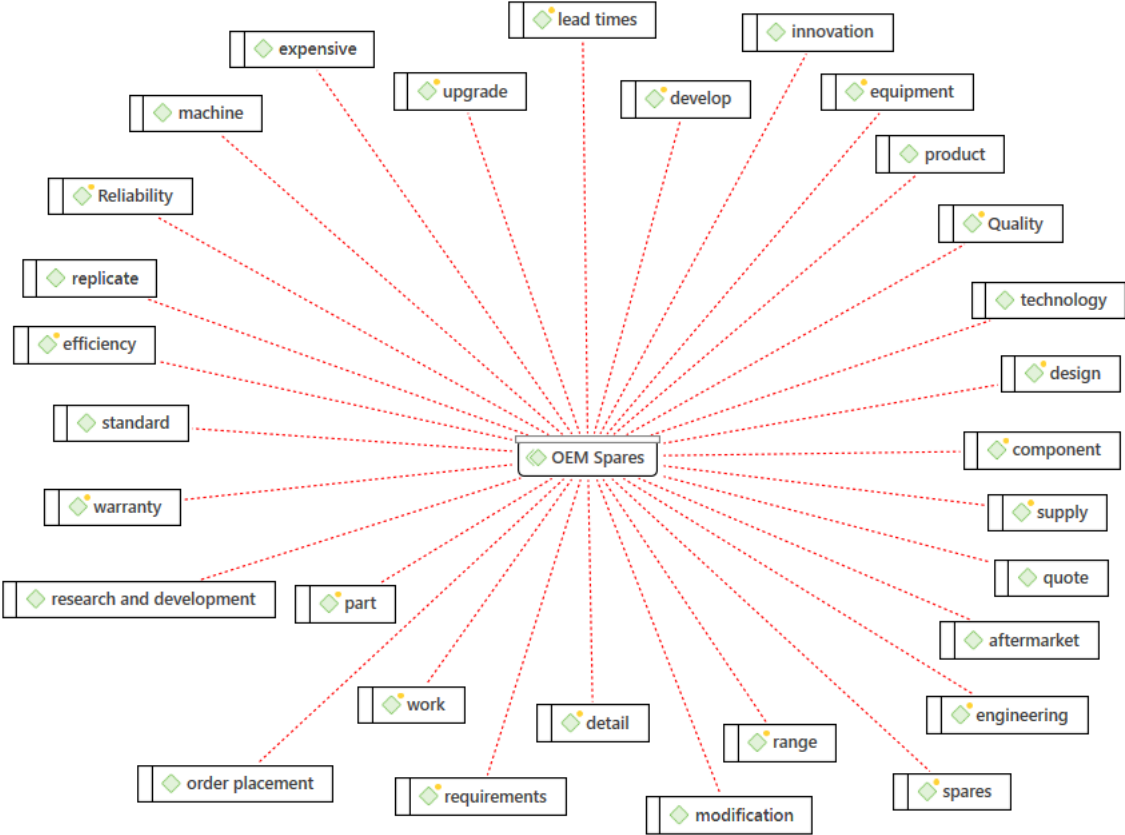 lead times
innovation
expensive
upgrade
develop
equipment
machine
product
Reliability
Quality
replicate
technology
efficiency
design
standard
component
OEM Spares
warranty
supply
quote
research and development
part
aftermarket
work
detail
engineering
range
order placement
requirements
spares
modification